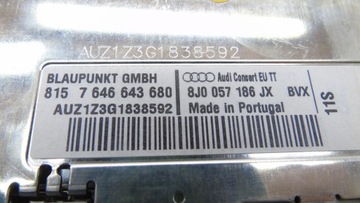 AUZ1Z3G1838592
BLAUPUNKT GMBH
Audi Concert EU TT
815 7 646 643 680
8J0 057 186 JX BVX
AUZ1Z3G1838592
Made in Portugal
11S